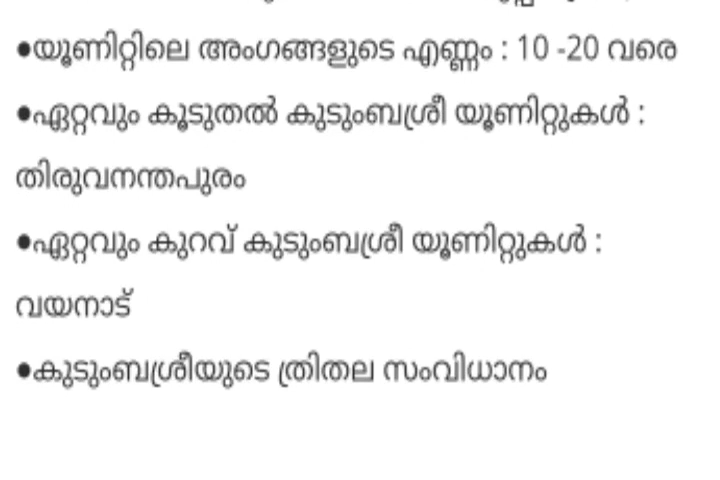 ●യൂണിറ്റിലെ അംഗങ്ങളുടെ എണ്ണം : 10 -20 വരെ
●ഏറ്റവും കൂടുതൽ കുടുംബശ്രീ യൂണിറ്റുകൾ :
തിരുവനന്തപുരം
●ഏറ്റവും കുറവ് കുടുംബശ്രീ യൂണിറ്റുകൾ :
വയനാട്
●കുടുംബശ്രീയുടെ ത്രിതല സംവിധാനം